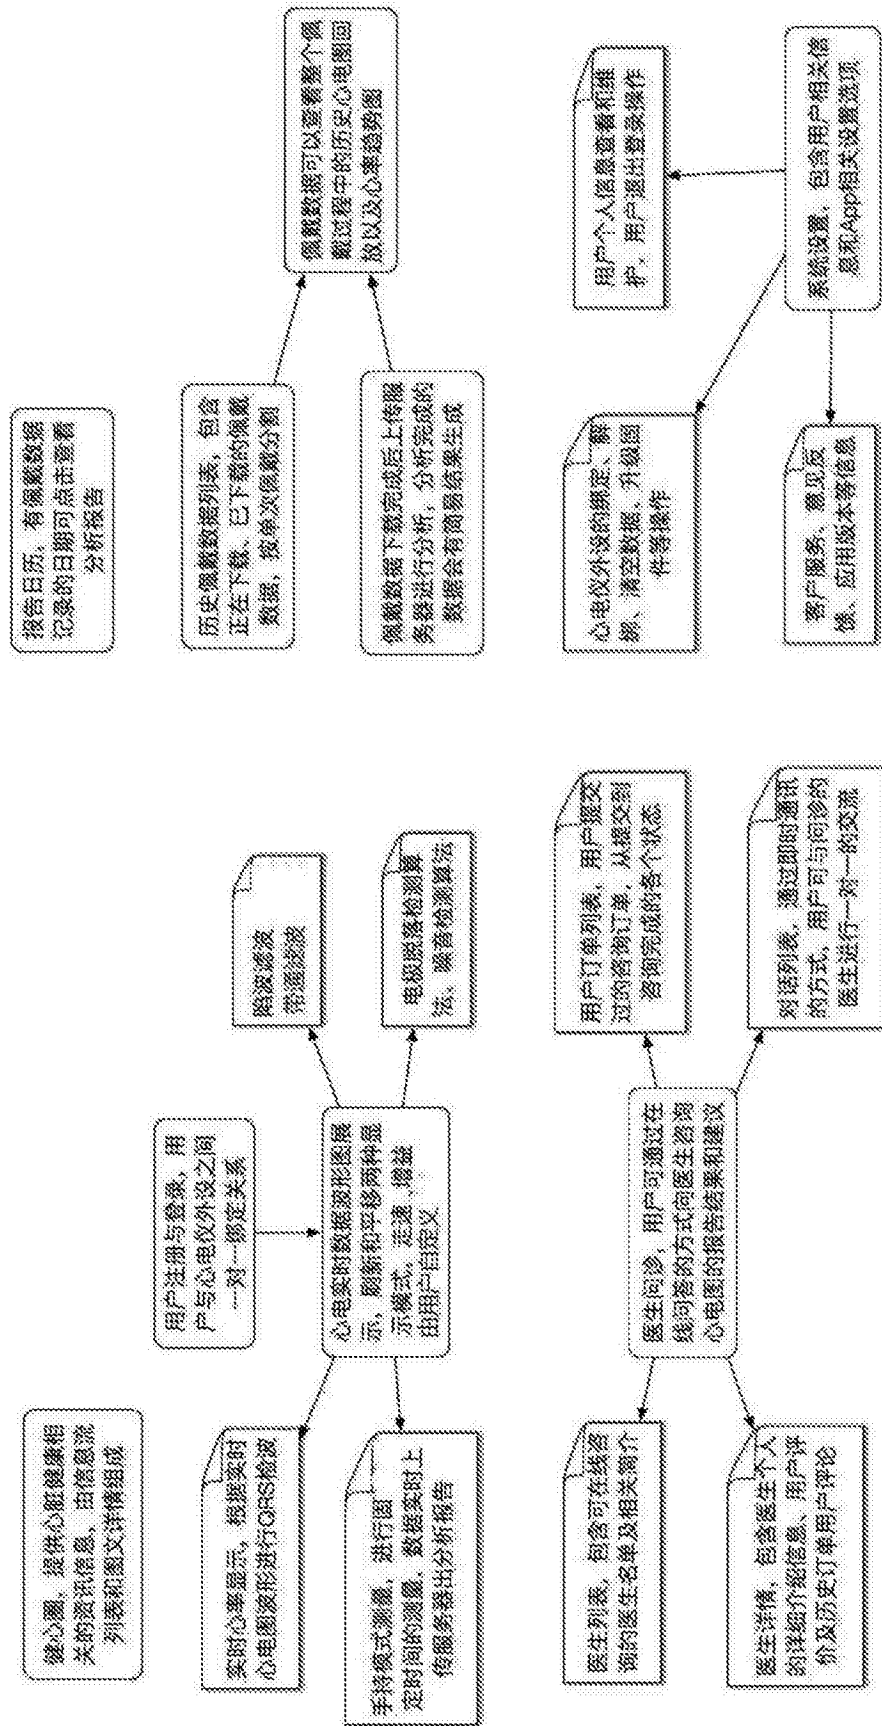 健心圈，提供心脏健康相
关的资讯信息，由信息流
列表和图文详情组成
用户注册与登录，用
户与心电仪外设之间
一对一绑定关系
报告日历，有佩戴数据
记录的日期可点击查看
分析报告
实时心率显示，根据实时
心电图波形进行QRS检波
手持模式测量，进行固
定时间的测量，数据实时上
传服务器出分析报告
心电实时数据波形图展
示，刷新和平移两种显
示模式，走速、增益
由用户自定义
陷波滤波
带通滤波
电极脱落检测算
法、噪音检测算法
历史佩戴数据列表，包含
正在下载、已下载的佩戴
数据，按单次佩戴分割
佩戴数据下载完成后上传服
务器进行分析，分析完成的
数据会有简易结果生成
佩戴数据可以查看整个佩
戴过程中的历史心电图回
放以及心率趋势图
医生列表，包含可在线咨
询的医生名单及相关简介
医生详情，包含医生个人
的详细介绍信息、用户评
价及历史订单用户评论
医生问诊，用户可通过在
线问答的方式向医生咨询
心电图的报告结果和建议
用户订单列表，用户提交
过的咨询订单，从提交到
咨询完成的各个状态
对话列表，通过即时通讯
的方式，用户可与问诊的
医生进行一对一的交流
心电仪外设的绑定、解
绑、清空数据、升级固
件等操作
客户服务、意见反
馈、应用版本等信息
用户个人信息查看和维
护，用户退出登录操作
系统设置，包含用户相关信
息和App相关设置选项